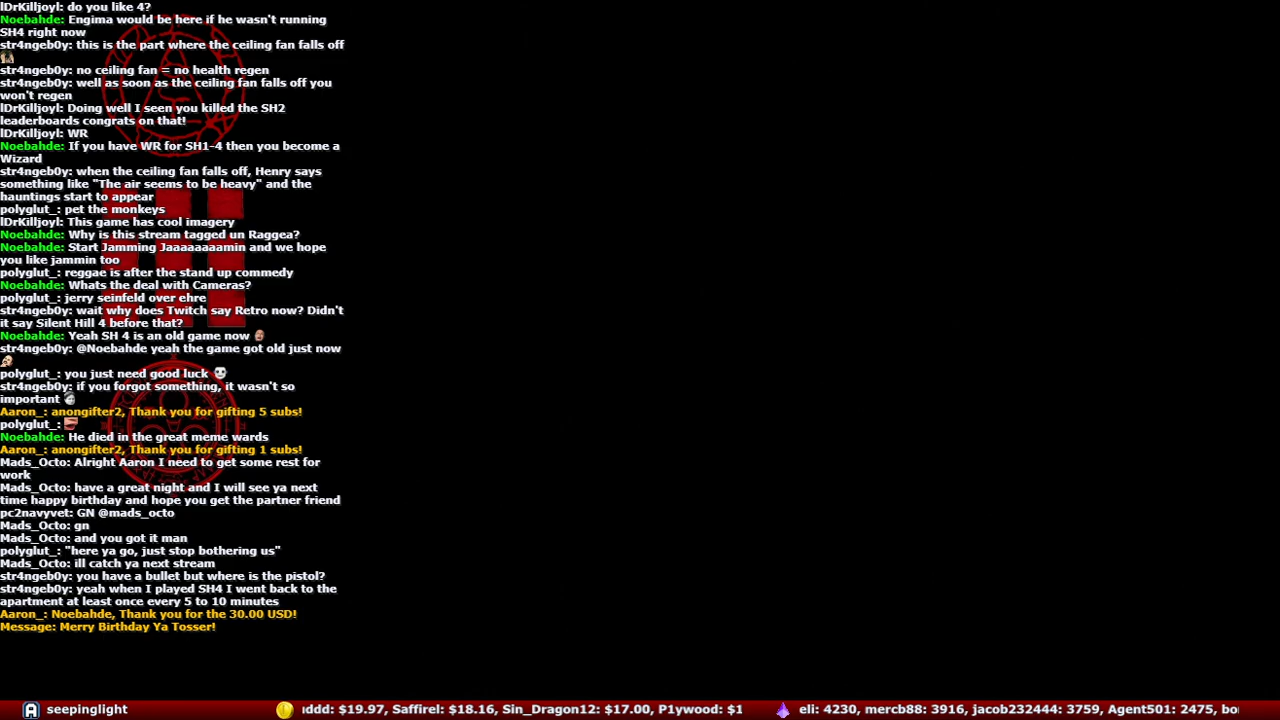 lDrKilljoyl: do you like 4?
Noebahde: Engima would be here if he wasn't running
SH4 right now
str4ngeb0y: this is the part where the ceiling fan falls off
str4ngeb0y: no ceiling fan = no health regen
str4ngeb0y: well as soon as the ceiling fan falls off you
won't regen
lDrKilljoyl: Doing well I seen you killed the SH2
leaderboards congrats on that!
lDrKilljoyl: WR
Noebahde: If you have WR for SH1-4 then you become a
Wizard
str4ngeb0y: when the ceiling fan falls off, Henry says
something like "The air seems to be heavy" and the
hauntings start to appear
polyglut_: pet the monkeys
lDrKilljoyl: This game has cool imagery
Noebahde: Why is this stream tagged un Raggea?
Noebahde: Start Jamming Jaaaaaaamin and we hope
you like jammin too
polyglut_: reggae is after the stand up commedy
Noebahde: Whats the deal with Cameras?
polyglut_: jerry seinfeld over ehre
str4ngeb0y: wait why does Twitch say Retro now? Didn't
it say Silent Hill 4 before that?
Noebahde: Yeah SH 4 is an old game now
str4ngeb0y: @Noebahde yeah the game got old just now
polyglut_: you just need good luck
str4ngeb0y: if you forgot something, it wasn't so
important
Aaron_: anongifter2, Thank you for gifting 5 subs!
polyglut_:
Noebahde: He died in the great meme wards
Aaron_: anongifter2, Thank you for gifting 1 subs!
Mads_Octo: Alright Aaron I need to get some rest for
work
Mads_Octo: have a great night and I will see ya next
time happy birthday and hope you get the partner friend
pc2navyvet: GN @mads_octo
Mads_Octo: gn
Mads_Octo: and you got it man
polyglut_: "here ya go, just stop bothering us"
Mads_Octo: ill catch ya next stream
str4ngeb0y: you have a bullet but where is the pistol?
str4ngeb0y: yeah when I played SH4 I went back to the
apartment at least once every 5 to 10 minutes
Aaron_: Noebahde, Thank you for the 30.00 USD!
Message: Merry Birthday Ya Tosser!
seepinglight
ddd: $19.97, Saffirel: $18.16, Sin_Dragon12: $17.00, P1ywood: $1
eli: 4230, mercb88: 3916, jacob232444: 3759, Agent501: 2475, bo